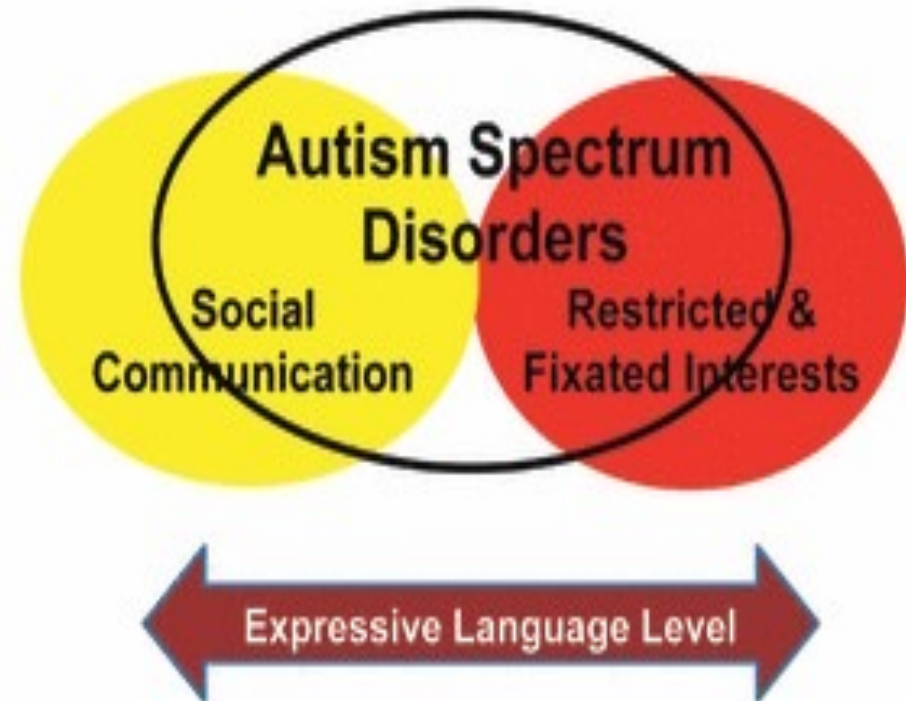 Autism Spectrum
Disorders
Social
Communication
Restricted &
Fixated Interests
Expressive Language Level